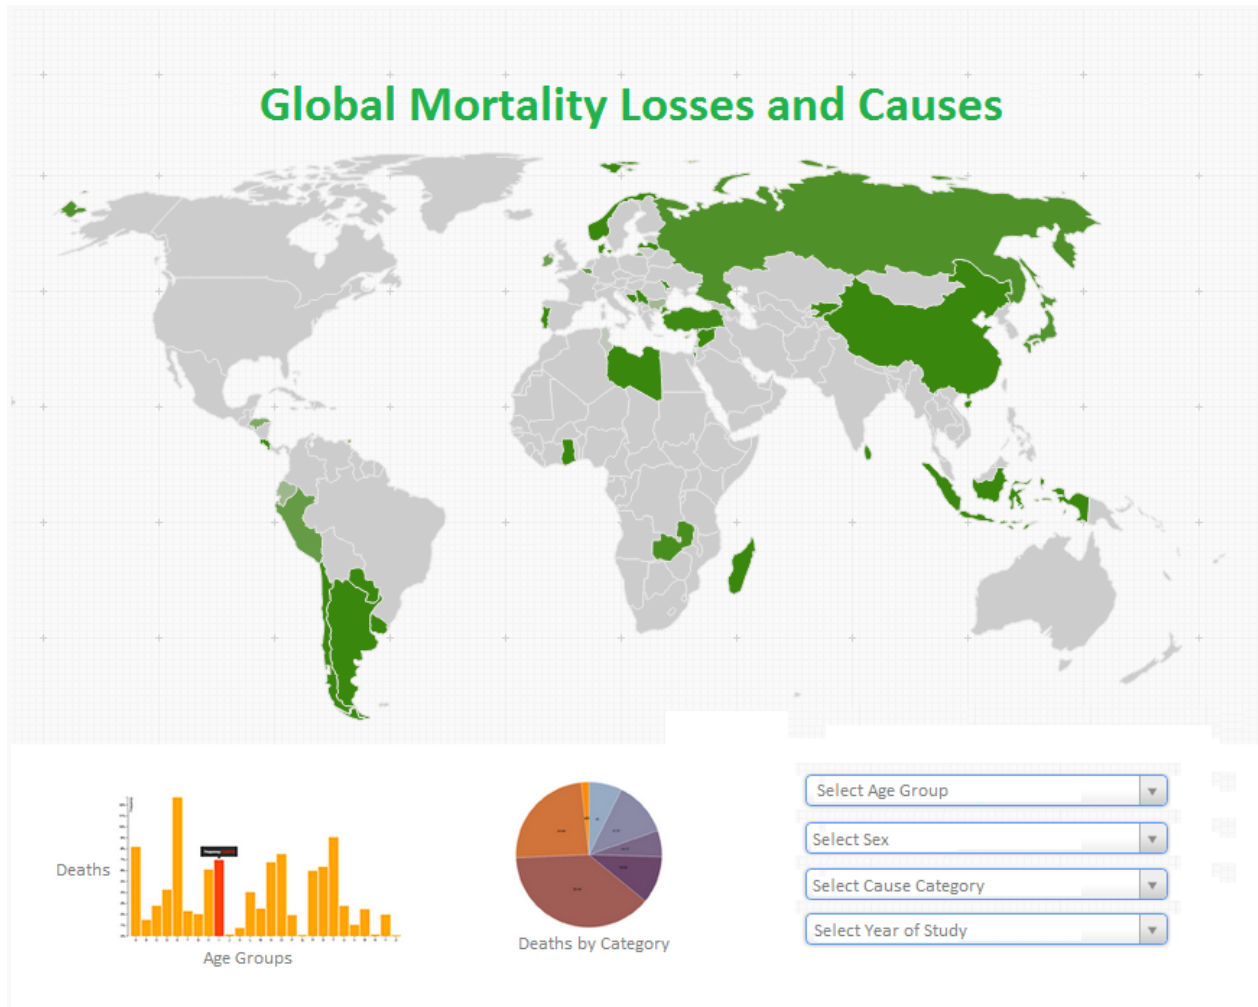 Global Mortality Losses and Causes
Deaths
Age Groups
Deaths by Category
Select Age Group
Select Sex
Select Cause Category
Select Year of Study